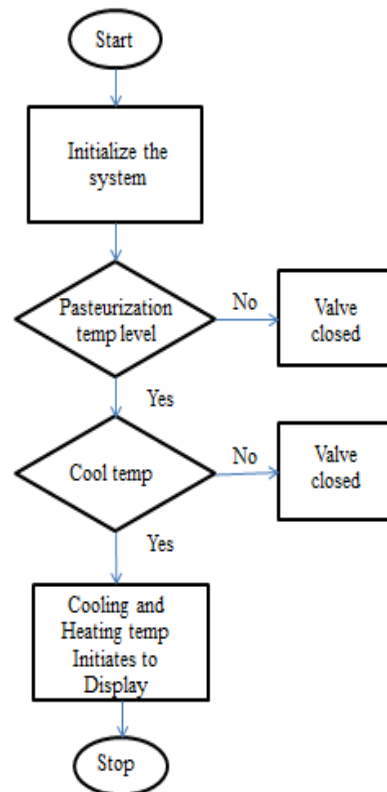 Start
Initialize the
system
Pasteurization
temp level
No
Valve
closed
Yes
Cool temp
No
Valve
closed
Yes
Cooling and
Heating temp
Initiates to
Display
Stop